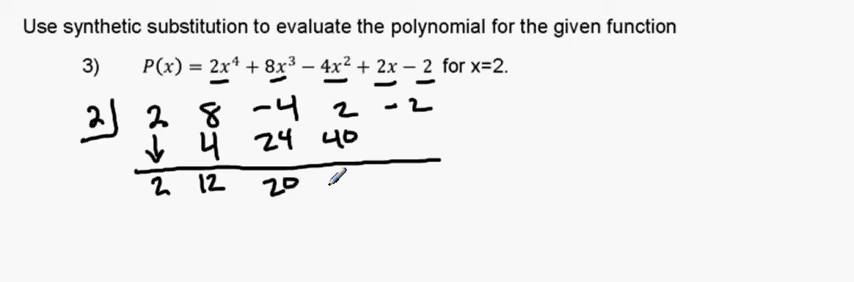 Use synthetic substitution to evaluate the polynomial for the given function
3) P(x) = 2x⁴ + 8x³ − 4x² + 2x − 2 for x=2.
2| 2 8 -4 2 -2
↓ 4 24 40
2 12 20